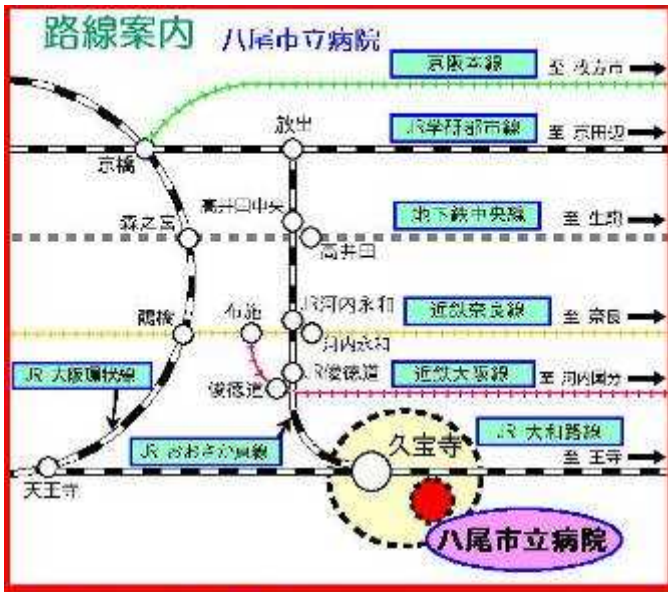 路線案内 八尾市立病院
京阪本線 至 枚方市
放出 JR学研都市線 至 京田辺
京橋
高井田中央 地下鉄中央線 至 生駒
森之宮
高井田
JR河内永和 近鉄奈良線 至 奈良
鶴橋 布施
河内永和
JR俊徳道 近鉄大阪線 至 河内国分
JR 大阪環状線
俊徳道
久宝寺 JR 大和路線
JR おおさか東線 至 王寺
天王寺
八尾市立病院